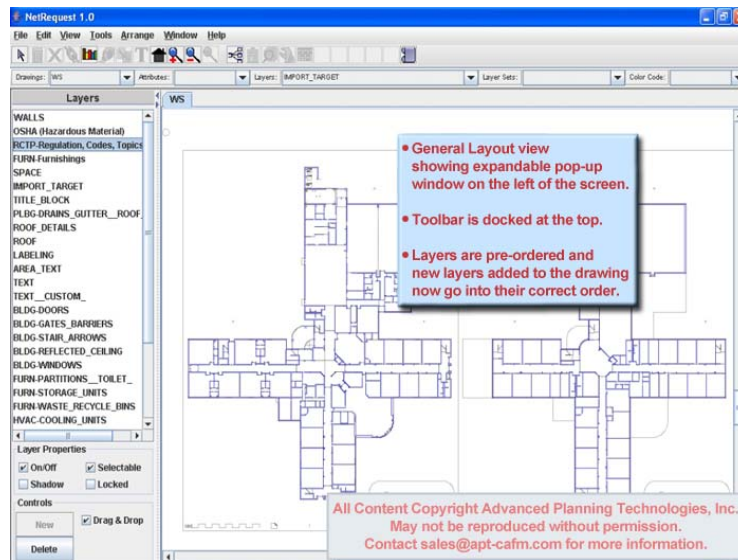 NetRequest 1.0
File Edit View Tools Arrange Window Help
Drawings: WS Attributes: Layers: IMPORT_TARGET Layer Sets: Color Code:
Layers
WS
WALLS
OSHA (Hazardous Material)
RCTP-Regulation, Codes, Topics
FURN-Furnishings
SPACE
IMPORT_TARGET
TITLE_BLOCK
PLBG-DRAINS_GUTTER__ROOF_
ROOF_DETAILS
ROOF
LABELING
AREA_TEXT
TEXT
TEXT__CUSTOM_
BLDG-DOORS
BLDG-GATES_BARRIERS
BLDG-STAIR_ARROWS
BLDG-REFLECTED_CEILING
BLDG-WINDOWS
FURN-PARTITIONS__TOILET_
FURN-STORAGE_UNITS
FURN-WASTE_RECYCLE_BINS
HVAC-COOLING_UNITS
Layer Properties
On/Off Selectable
Shadow Locked
Controls
New Drag & Drop
Delete
• General Layout view
showing expandable pop-up
window on the left of the screen.
• Toolbar is docked at the top.
• Layers are pre-ordered and
new layers added to the drawing
now go into their correct order.
All Content Copyright Advanced Planning Technologies, Inc.
May not be reproduced without permission.
Contact sales@apt-cafm.com for more information.